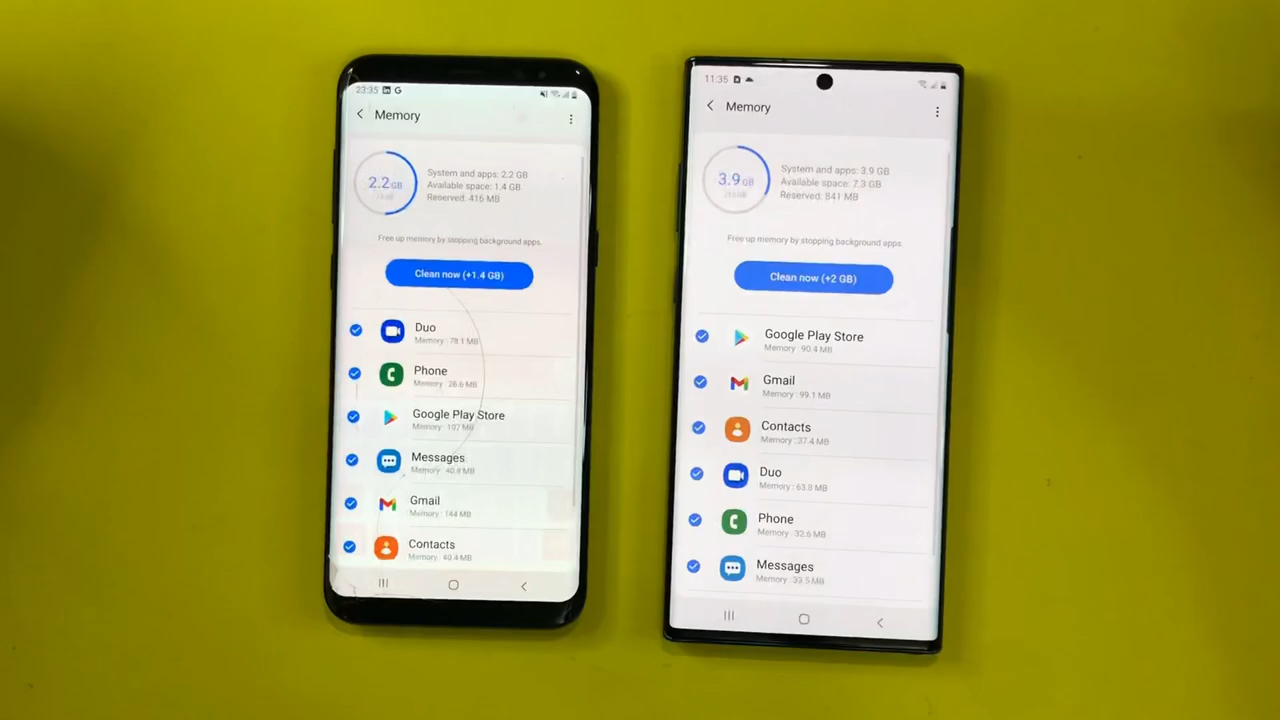 23:35
Memory
2.2 GB
System and apps: 2.2 GB
Available space: 1.4 GB
Reserved: 416 MB
Free up memory by stopping background apps.
Clean now (+1.4 GB)
Duo
Memory : 78.1 MB
Phone
Memory : 26.6 MB
Google Play Store
Memory : 107 MB
Messages
Memory : 40.8 MB
Gmail
Memory : 144 MB
Contacts
Memory : 40.4 MB
11:35
Memory
3.9 GB
System and apps: 3.9 GB
Available space: 7.3 GB
Reserved: 841 MB
Free up memory by stopping background apps.
Clean now (+2 GB)
Google Play Store
Memory : 90.4 MB
Gmail
Memory : 99.1 MB
Contacts
Memory : 37.4 MB
Duo
Memory : 63.8 MB
Phone
Memory : 32.6 MB
Messages
Memory : 33.5 MB